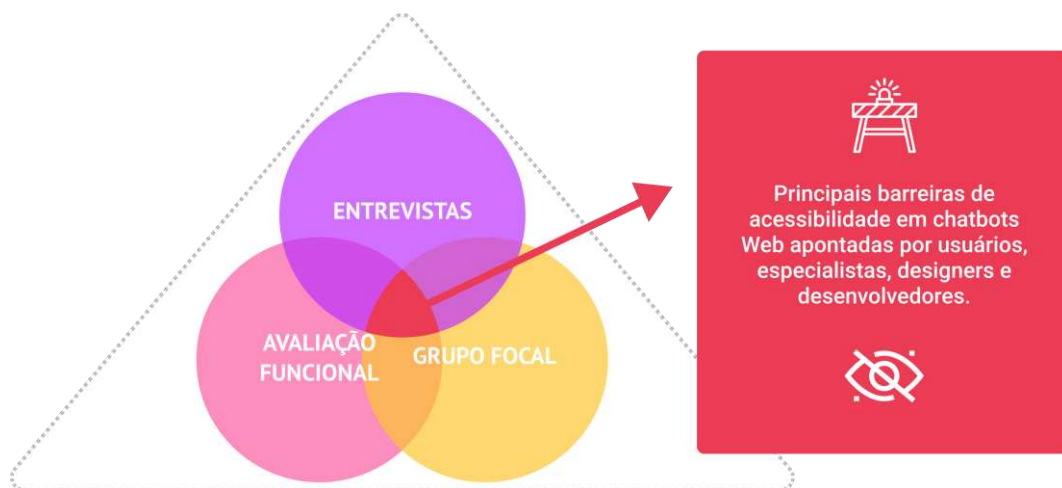 ENTREVISTAS
AVALIAÇÃO
FUNCIONAL
GRUPO FOCAL
Principais barreiras de
acessibilidade em chatbots
Web apontadas por usuários,
especialistas, designers e
desenvolvedores.